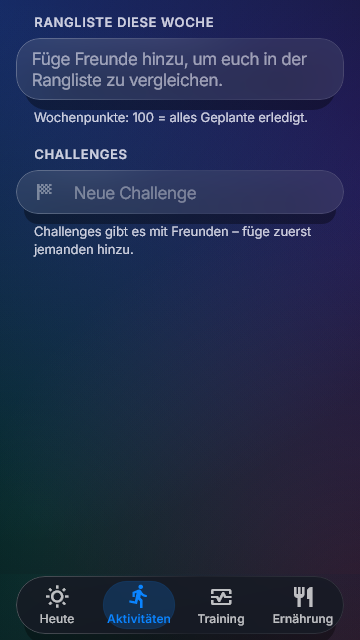 RANGLISTE DIESE WOCHE
Füge Freunde hinzu, um euch in der
Rangliste zu vergleichen.
Wochenpunkte: 100 = alles Geplante erledigt.
CHALLENGES
Neue Challenge
Challenges gibt es mit Freunden – füge zuerst
jemanden hinzu.
Heute
Aktivitäten
Training
Ernährung